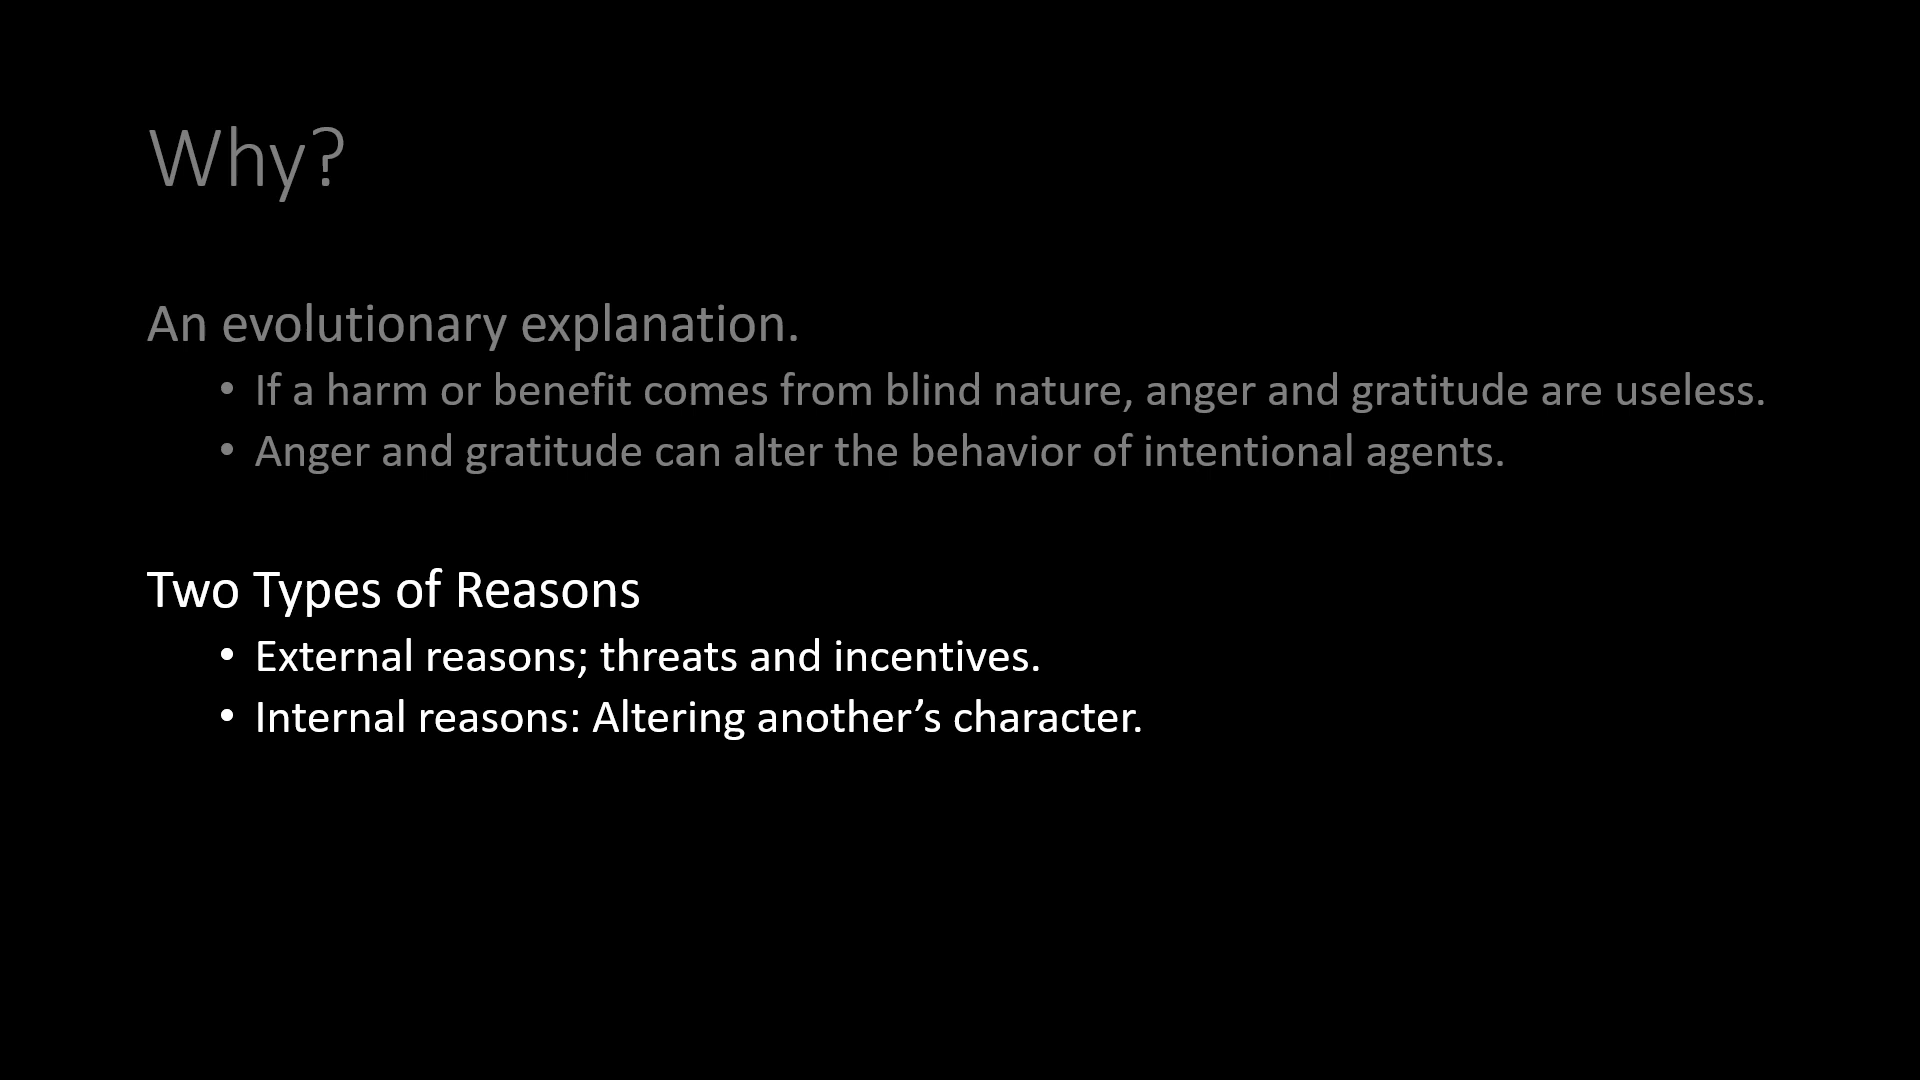 Why?
An evolutionary explanation.
• If a harm or benefit comes from blind nature, anger and gratitude are useless.
• Anger and gratitude can alter the behavior of intentional agents.
Two Types of Reasons
• External reasons; threats and incentives.
• Internal reasons: Altering another’s character.